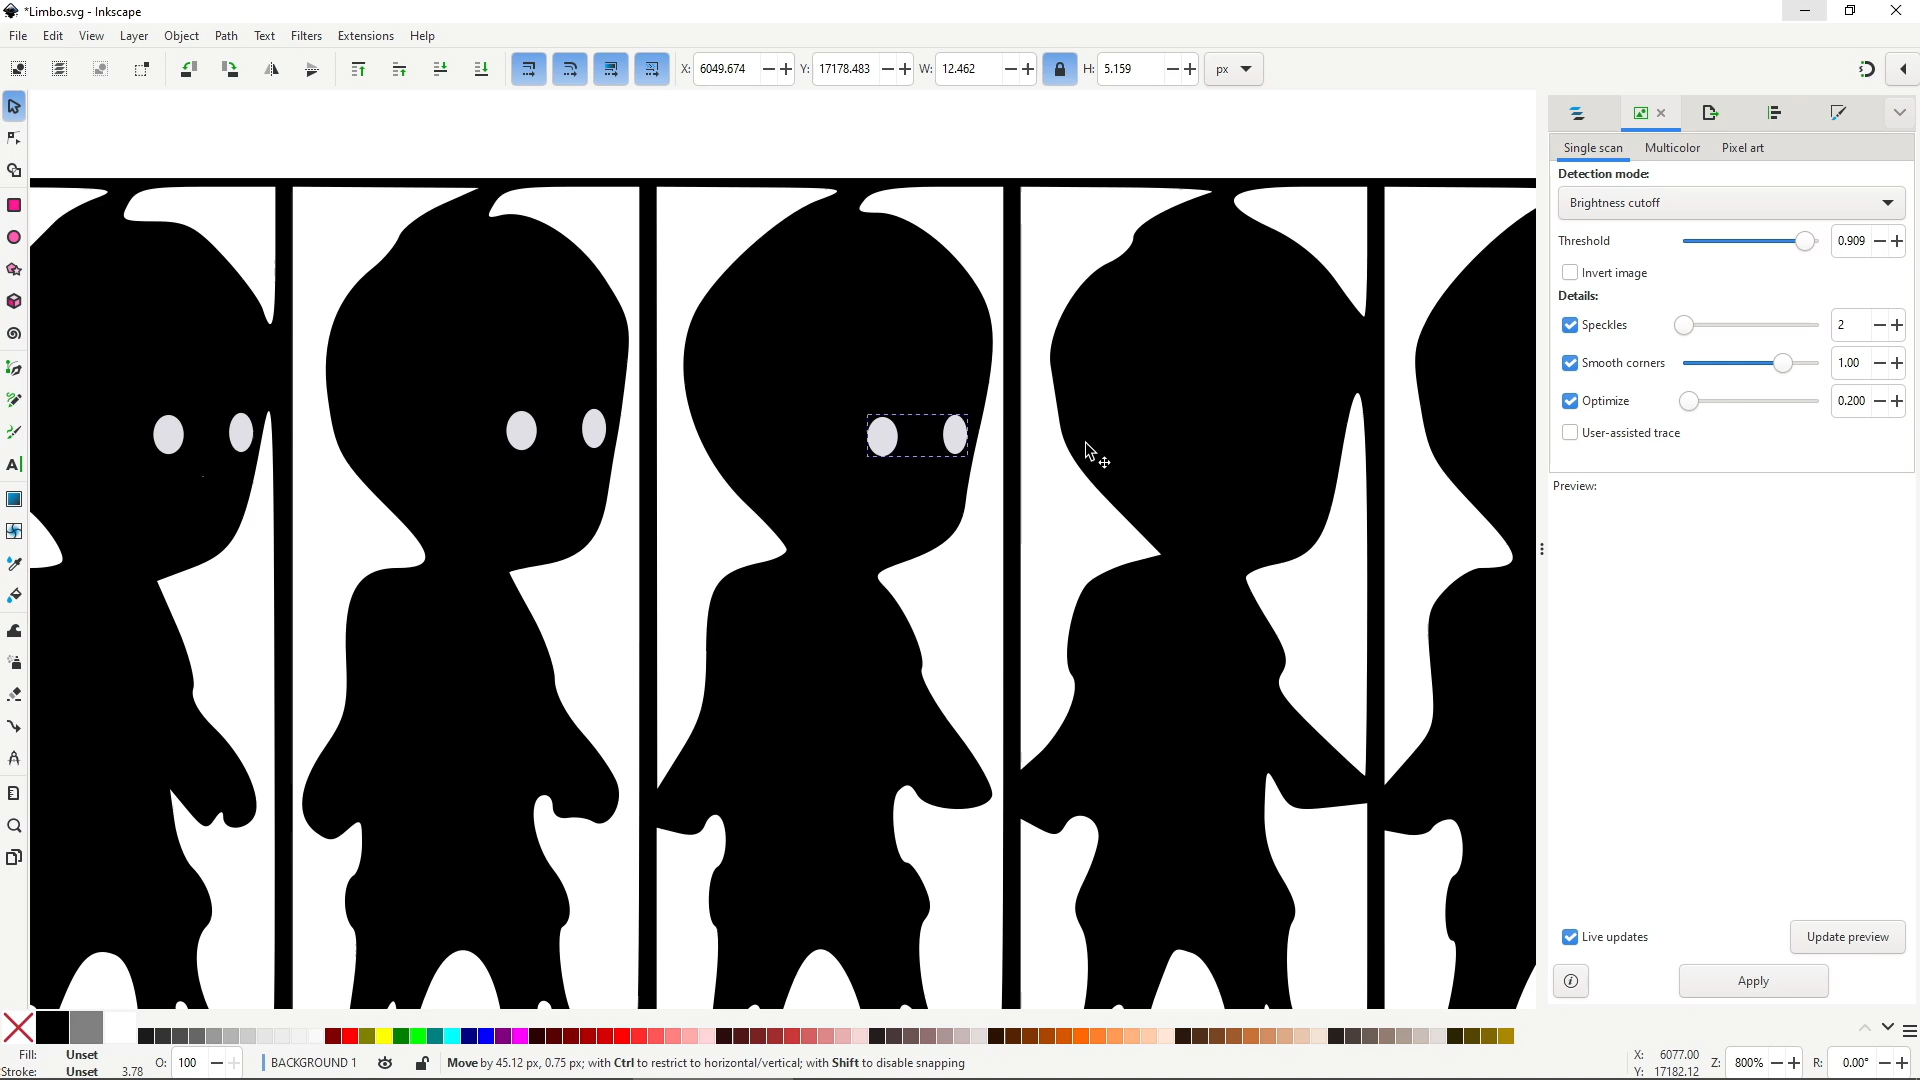 *Limbo.svg - Inkscape
File Edit View Layer Object Path Text Filters Extensions Help
X: 6049.674 Y: 17178.483 W: 12.462 H: 5.159 px
Single scan Multicolor Pixel art
Detection mode:
Brightness cutoff
Threshold 0.909
Invert image
Details:
Speckles 2
Smooth corners 1.00
Optimize 0.200
User-assisted trace
Preview:
Live updates Update preview
Apply
Fill: Unset
Stroke: Unset 3.78
O: 100 BACKGROUND 1 Move by 45.12 px, 0.75 px; with Ctrl to restrict to horizontal/vertical; with Shift to disable snapping
X: 6077.00
Y: 17182.12
Z: 800% R: 0.00°